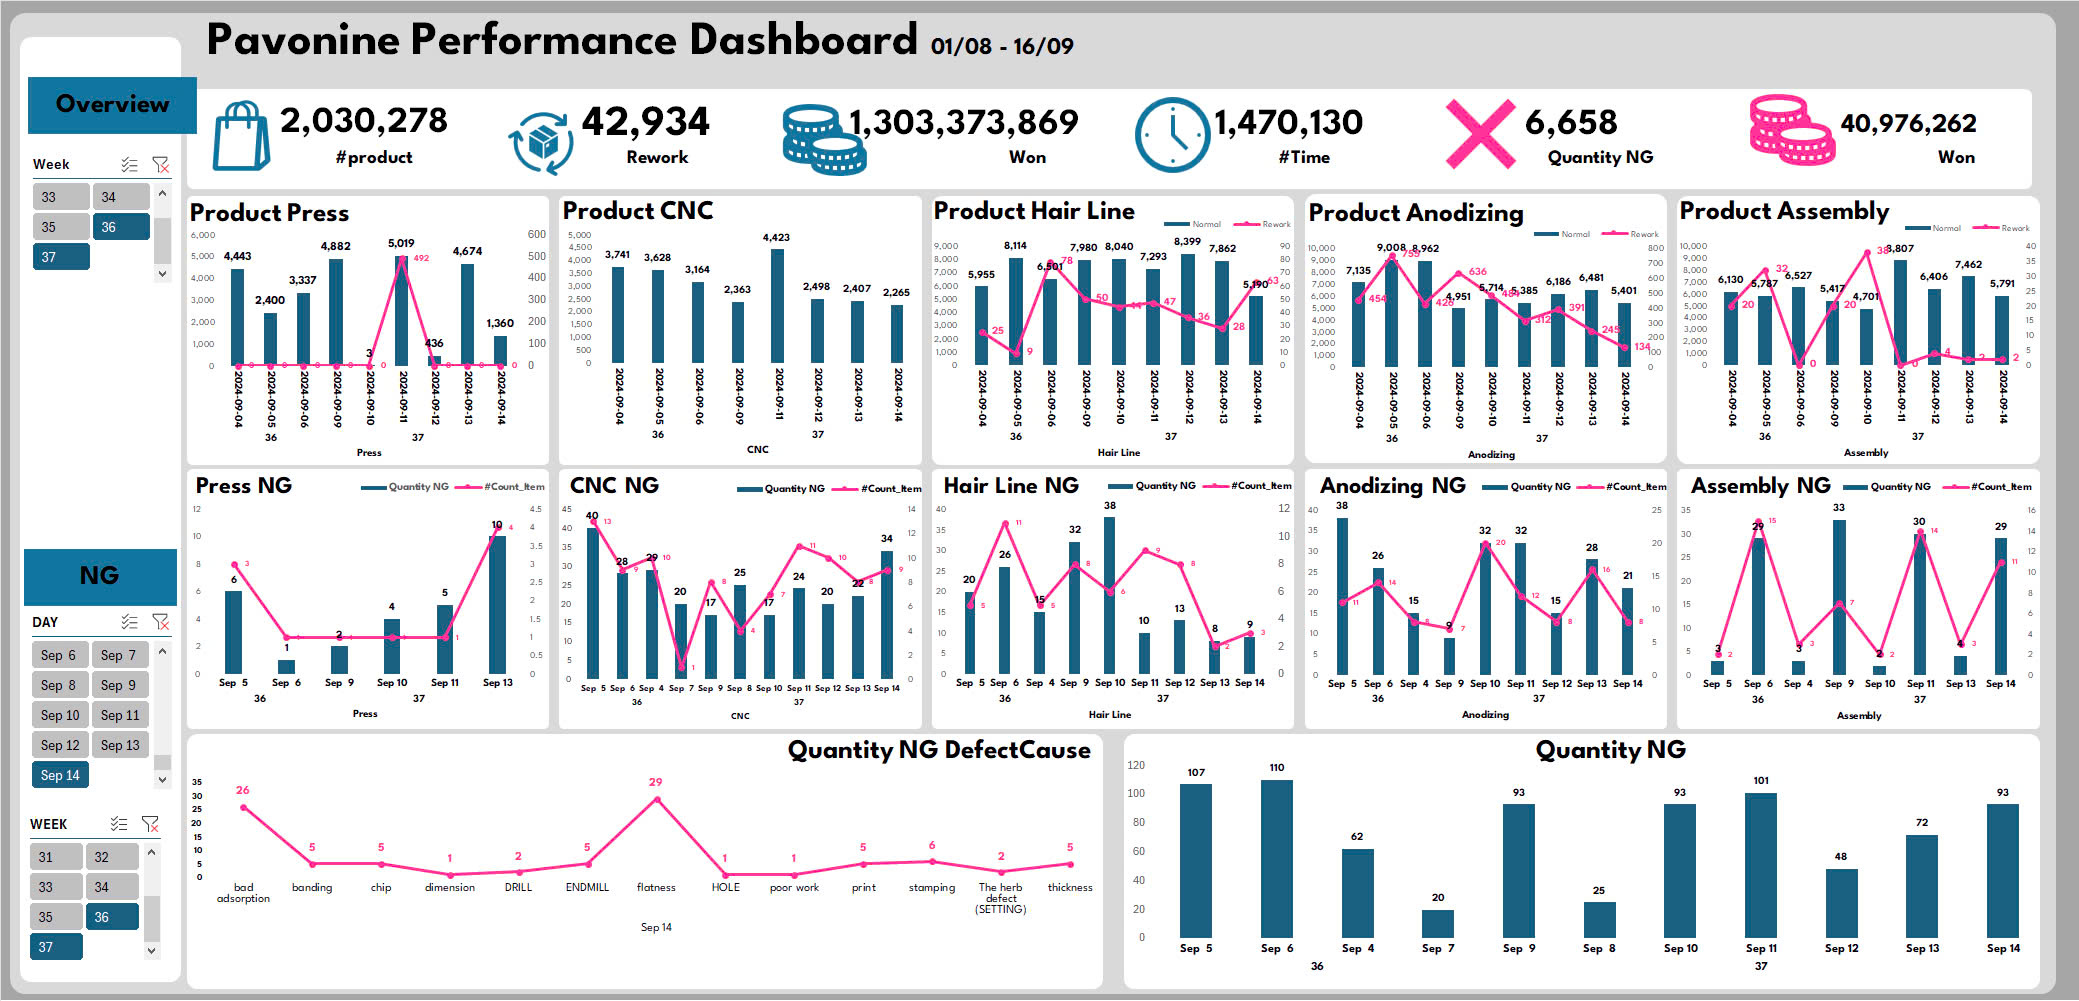 Pavonine Performance Dashboard 01/08 - 16/09
Overview
Week
33 34
35 36
37
NG
DAY
Sep 6 Sep 7
Sep 8 Sep 9
Sep 10 Sep 11
Sep 12 Sep 13
Sep 14
WEEK
31 32
33 34
35 36
37
2,030,278
#product
42,934
Rework
1,303,373,869
Won
1,470,130
#Time
6,658
Quantity NG
40,976,262
Won
Product Press
6,000 5,000 4,000 3,000 2,000 1,000 0
600 500 400 300 200 100 0
4,443 2,400 3,337 4,882 3 5,019 436 4,674 1,360
0 0 0 0 0 492 0 0 0
2024-09-04 2024-09-05 2024-09-06 2024-09-09 2024-09-10 2024-09-11 2024-09-12 2024-09-13 2024-09-14
36 37
Press
Product CNC
5,000 4,500 4,000 3,500 3,000 2,500 2,000 1,500 1,000 500 0
3,741 3,628 3,164 2,363 4,423 2,498 2,407 2,265
2024-09-04 2024-09-05 2024-09-06 2024-09-09 2024-09-11 2024-09-12 2024-09-13 2024-09-14
36 37
CNC
Product Hair Line
Normal Rework
9,000 8,000 7,000 6,000 5,000 4,000 3,000 2,000 1,000 0
90 80 70 60 50 40 30 20 10 0
5,955 8,114 6,501 7,980 8,040 7,293 8,399 7,862 5,190
25 9 78 50 44 47 36 28 63
2024-09-04 2024-09-05 2024-09-06 2024-09-09 2024-09-10 2024-09-11 2024-09-12 2024-09-13 2024-09-14
36 37
Hair Line
Product Anodizing
Normal Rework
10,000 9,000 8,000 7,000 6,000 5,000 4,000 3,000 2,000 1,000 0
800 700 600 500 400 300 200 100 0
7,135 9,008 8,962 4,951 5,714 5,385 6,186 6,481 5,401
454 755 426 636 484 312 391 245 134
2024-09-04 2024-09-05 2024-09-06 2024-09-09 2024-09-10 2024-09-11 2024-09-12 2024-09-13 2024-09-14
36 37
Anodizing
Product Assembly
Normal Rework
10,000 9,000 8,000 7,000 6,000 5,000 4,000 3,000 2,000 1,000 0
40 35 30 25 20 15 10 5 0
6,130 5,787 6,527 5,417 4,701 8,807 6,406 7,462 5,791
20 32 0 20 38 0 4 2 2
2024-09-04 2024-09-05 2024-09-06 2024-09-09 2024-09-10 2024-09-11 2024-09-12 2024-09-13 2024-09-14
36 37
Assembly
Press NG
Quantity NG #Count_Item
12 10 8 6 4 2 0
4.5 4 3.5 3 2.5 2 1.5 1 0.5 0
6 1 2 4 5 10
3 1 1 1 1 4
Sep 5 Sep 6 Sep 9 Sep 10 Sep 11 Sep 13
36 37
Press
CNC NG
Quantity NG #Count_Item
45 40 35 30 25 20 15 10 5 0
14 12 10 8 6 4 2 0
40 28 29 20 17 25 17 24 20 22 34
13 9 10 1 8 4 7 11 10 8 9
Sep 5 Sep 6 Sep 4 Sep 7 Sep 9 Sep 8 Sep 10 Sep 11 Sep 12 Sep 13 Sep 14
36 37
CNC
Hair Line NG
Quantity NG #Count_Item
40 35 30 25 20 15 10 5 0
12 10 8 6 4 2 0
20 26 15 32 38 10 13 8 9
5 11 5 8 6 9 8 2 3
Sep 5 Sep 6 Sep 4 Sep 9 Sep 10 Sep 11 Sep 12 Sep 13 Sep 14
36 37
Hair Line
Anodizing NG
Quantity NG #Count_Item
40 35 30 25 20 15 10 5 0
25 20 15 10 5 0
38 26 15 9 32 32 15 28 21
11 14 8 7 20 12 8 16 8
Sep 5 Sep 6 Sep 4 Sep 9 Sep 10 Sep 11 Sep 12 Sep 13 Sep 14
36 37
Anodizing
Assembly NG
Quantity NG #Count_Item
35 30 25 20 15 10 5 0
16 14 12 10 8 6 4 2 0
3 29 3 33 2 30 4 29
2 15 3 7 2 14 3 11
Sep 5 Sep 6 Sep 4 Sep 9 Sep 10 Sep 11 Sep 13 Sep 14
36 37
Assembly
Quantity NG DefectCause
35 30 25 20 15 10 5 0
26 5 5 1 2 5 29 1 1 5 6 2 5
bad adsorption banding chip dimension DRILL ENDMILL flatness HOLE poor work print stamping The herb defect (SETTING) thickness
Sep 14
Quantity NG
120 100 80 60 40 20 0
107 110 62 20 93 25 93 101 48 72 93
Sep 5 Sep 6 Sep 4 Sep 7 Sep 9 Sep 8 Sep 10 Sep 11 Sep 12 Sep 13 Sep 14
36 37